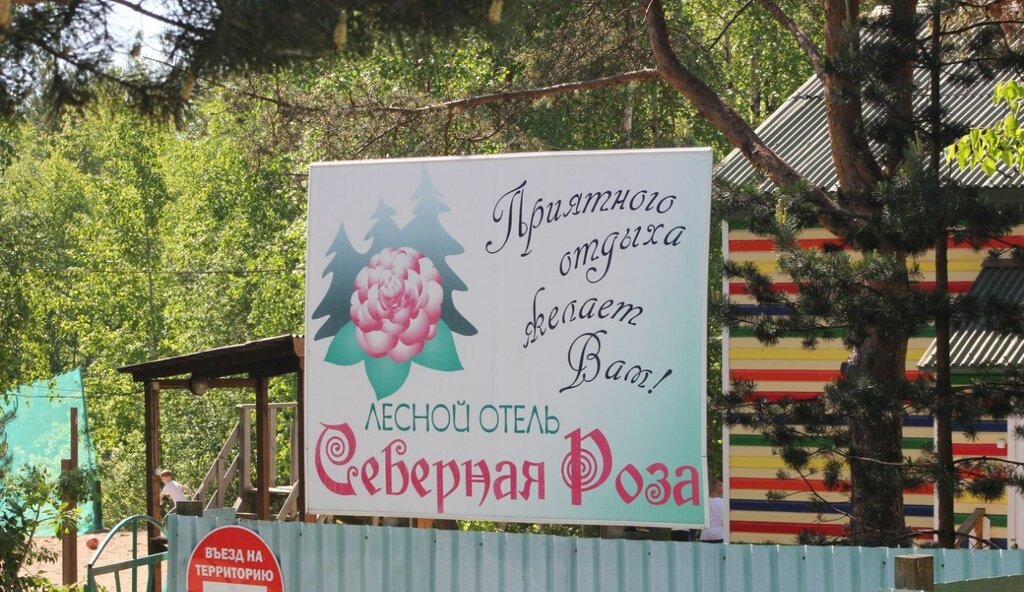 Приятного
отдыха
желает
Вам!
ЛЕСНОЙ ОТЕЛЬ
Северная Роза
ВЪЕЗД НА
ТЕРРИТОРИЮ